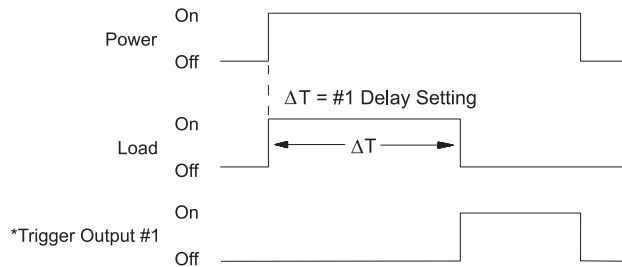 On
Power
Off
ΔT = #1 Delay Setting
On
Load
ΔT
Off
On
*Trigger Output #1
Off